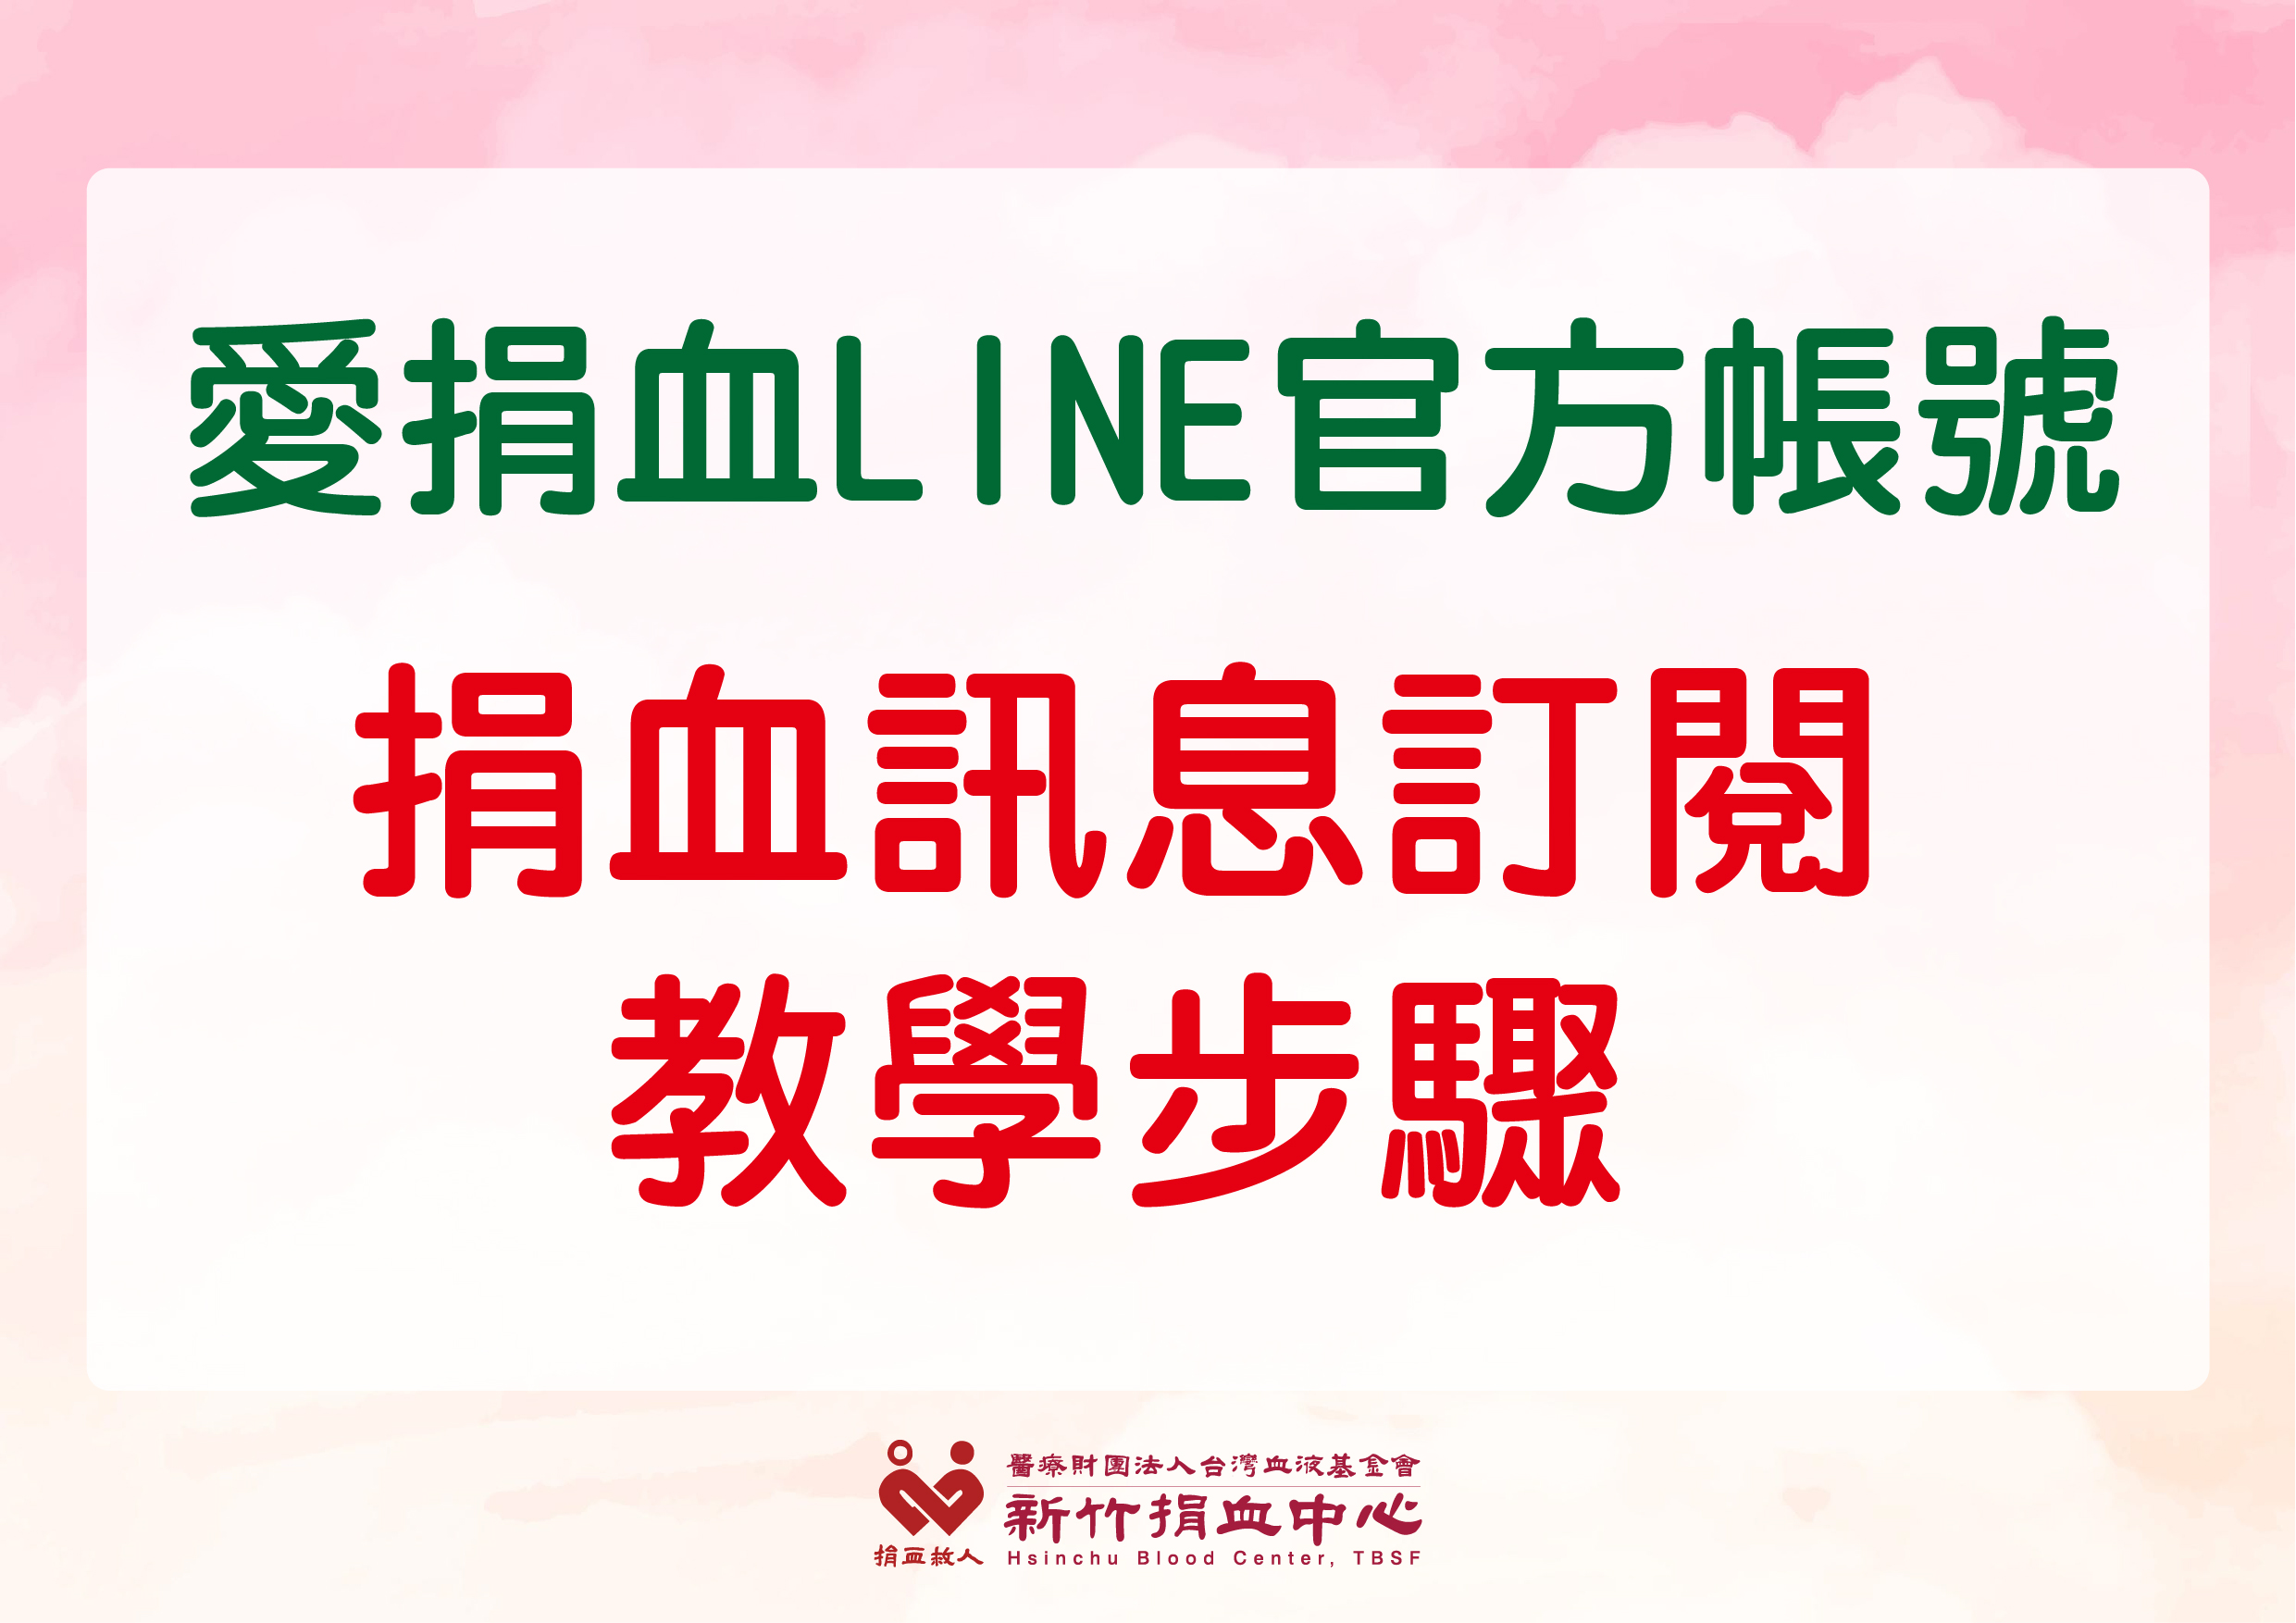 愛捐血LINE官方帳號
捐血訊息訂閱
教學步驟
醫療財團法人台灣血液基金會
新竹捐血中心
捐血救人
Hsinchu Blood Center, TBSF